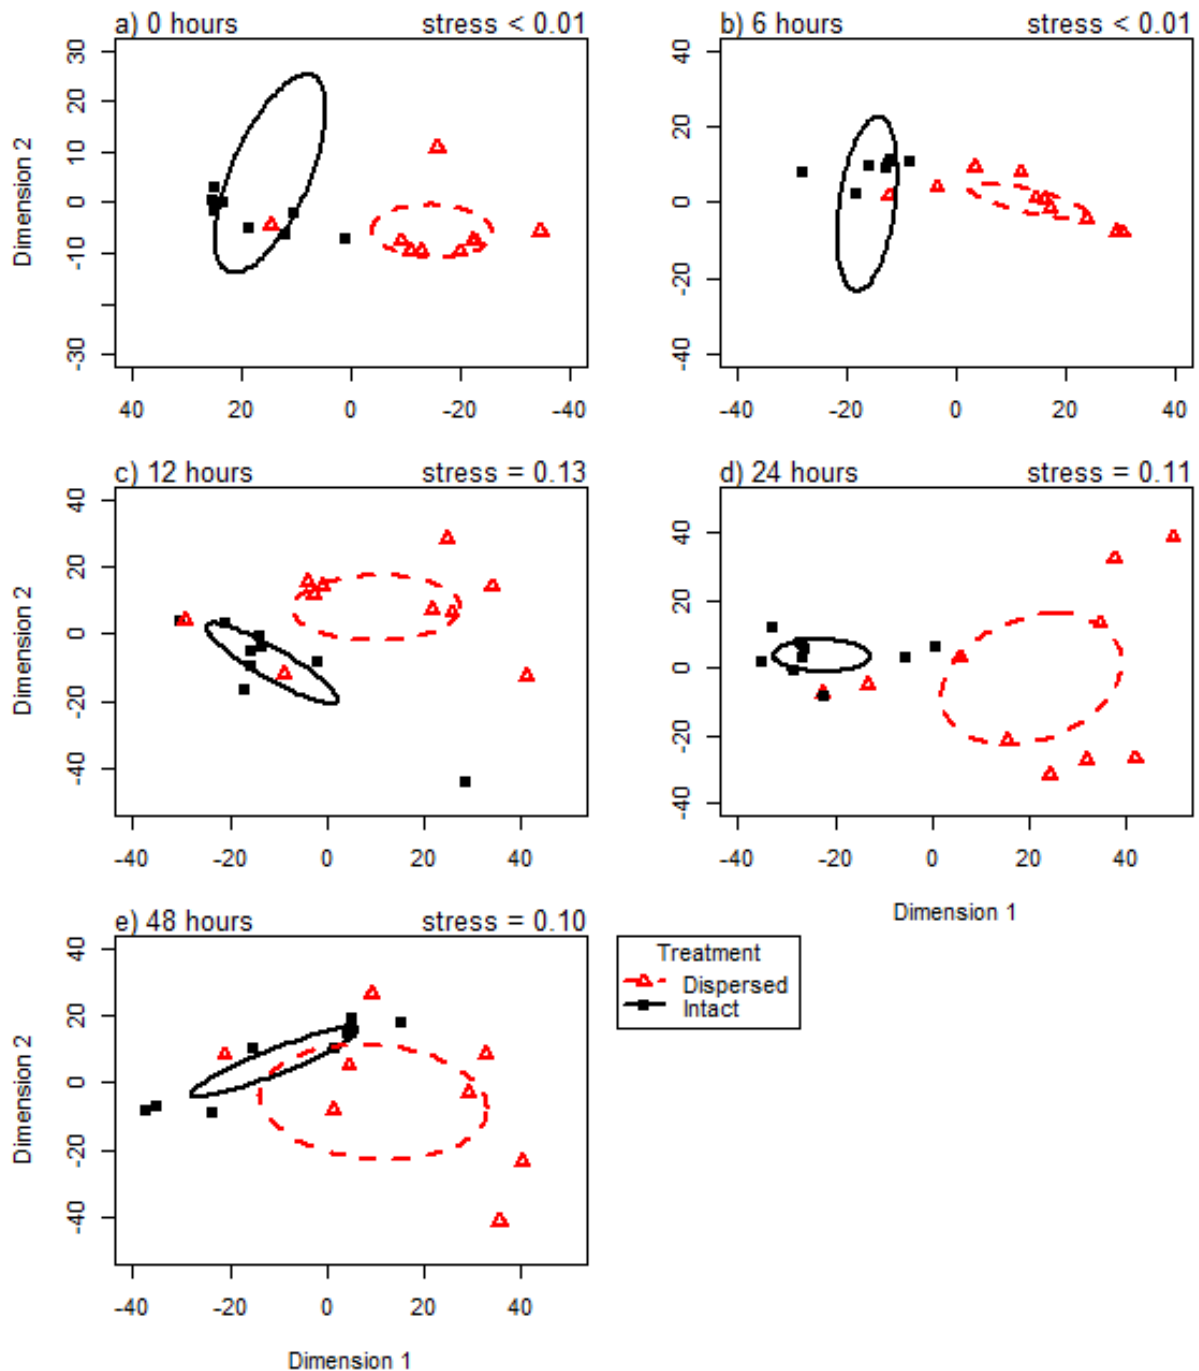 a) 0 hours stress < 0.01
b) 6 hours stress < 0.01
Dimension 2
30
20
10
0
-10
-30
40 20 0 -20 -40
40
20
0
-20
-40
-40 -20 0 20 40
c) 12 hours stress = 0.13
d) 24 hours stress = 0.11
Dimension 2
40
20
0
-20
-40
-40 -20 0 20 40
40
20
0
-20
-40
-40 -20 0 20 40
Dimension 1
e) 48 hours stress = 0.10
Dimension 2
40
20
0
-20
-40
-40 -20 0 20 40
Dimension 1
Treatment
Dispersed
Intact